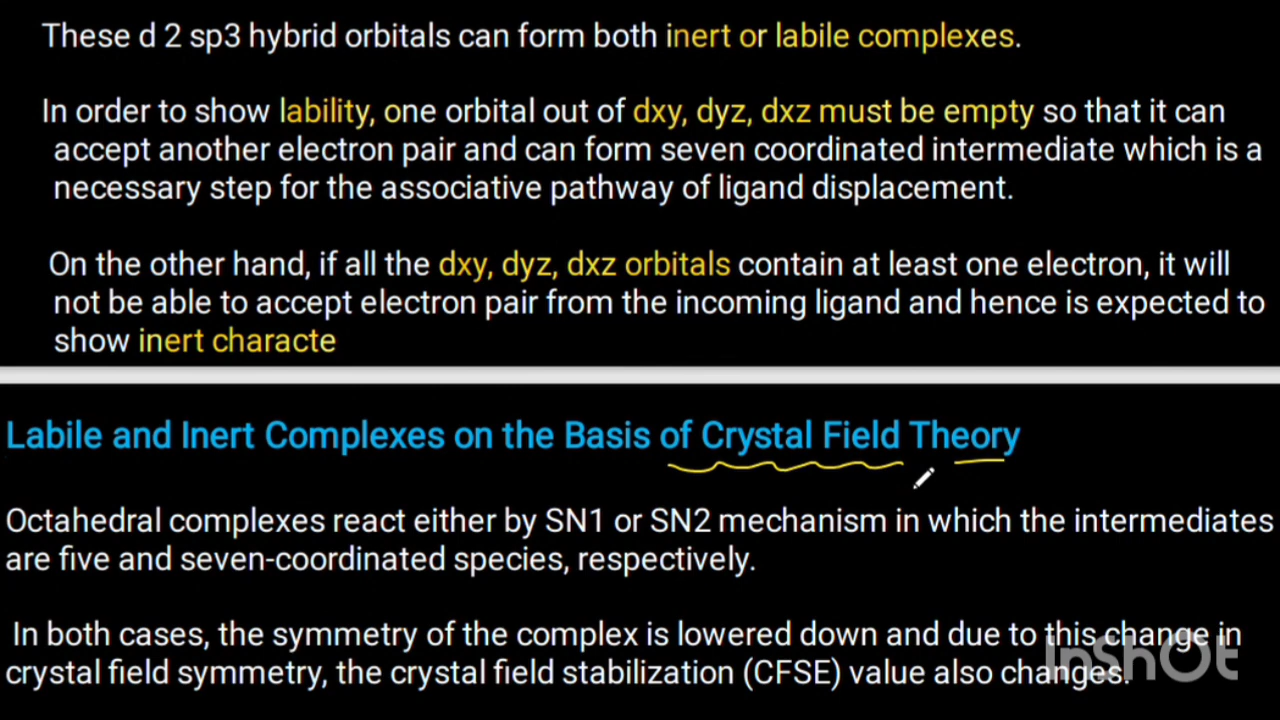 These d 2 sp3 hybrid orbitals can form both inert or labile complexes.
In order to show lability, one orbital out of dxy, dyz, dxz must be empty so that it can
accept another electron pair and can form seven coordinated intermediate which is a
necessary step for the associative pathway of ligand displacement.
On the other hand, if all the dxy, dyz, dxz orbitals contain at least one electron, it will
not be able to accept electron pair from the incoming ligand and hence is expected to
show inert characte
Labile and Inert Complexes on the Basis of Crystal Field Theory
Octahedral complexes react either by SN1 or SN2 mechanism in which the intermediates
are five and seven-coordinated species, respectively.
In both cases, the symmetry of the complex is lowered down and due to this change in
crystal field symmetry, the crystal field stabilization (CFSE) value also changes.
InShOt